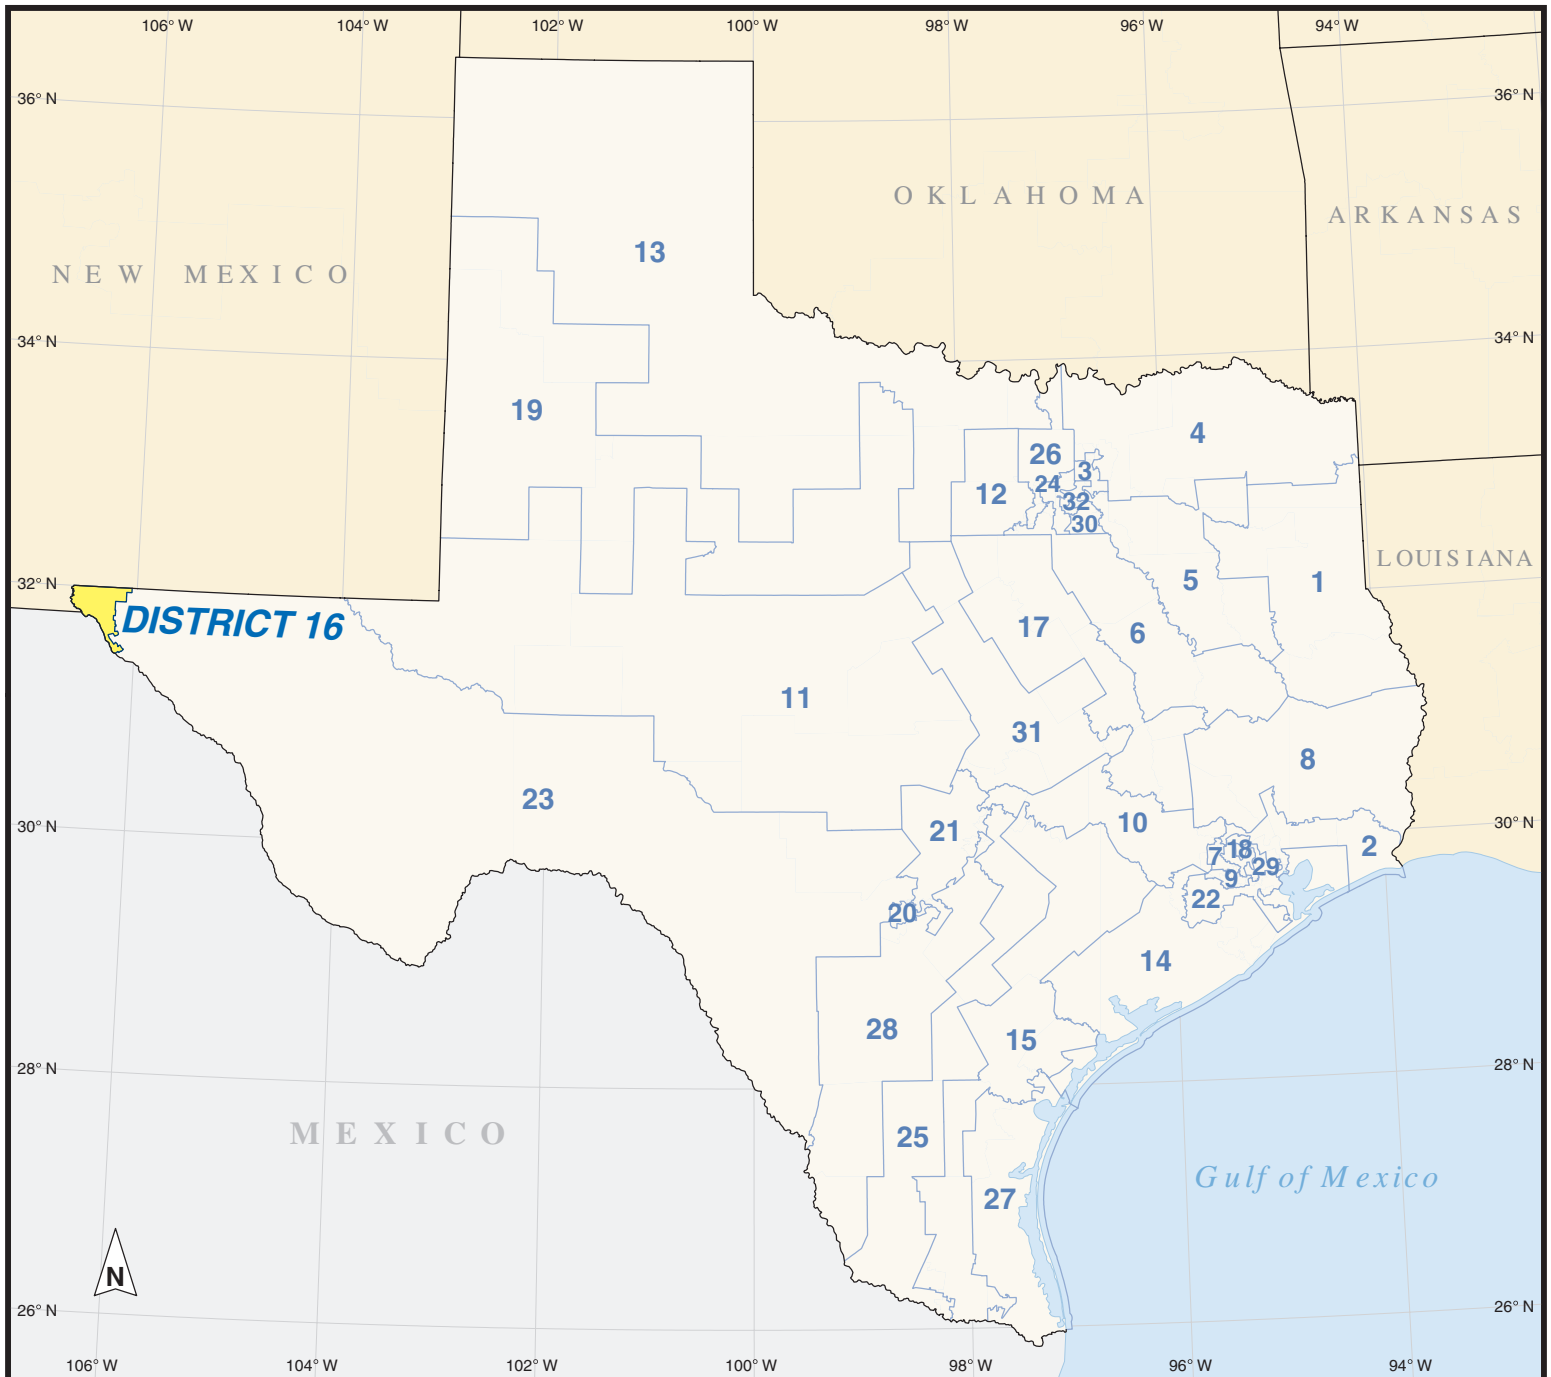 106° W 104° W 102° W 100° W 98° W 96° W 94° W
36° N 36° N
OKLAHOMA
ARKANSAS
13
NEW MEXICO
34° N 34° N
19
4
26
3
24
12
32
30
LOUISIANA
32° N 32° N
5
1
DISTRICT 16
17
6
11
31
8
23
30° N 30° N
10
21
2
18
7
29
9
22
20
14
28
15
28° N 28° N
MEXICO
25
Gulf of Mexico
27
N
26° N 26° N
106° W 104° W 102° W 100° W 98° W 96° W 94° W